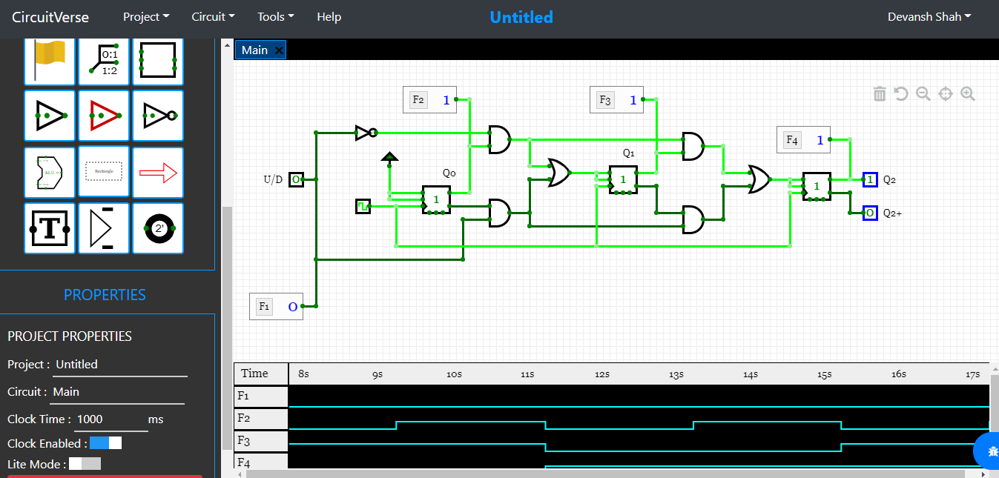 CircuitVerse Project Circuit Tools Help Untitled Devansh Shah
Main ×
0:1
1:2
ALU
Rectangle
T
2'
PROPERTIES
PROJECT PROPERTIES
Project : Untitled
Circuit : Main
Clock Time : 1000 ms
Clock Enabled :
Lite Mode :
F2 1
F3 1
F4 1
U/D 0
Q0
1
Q1
1
1
1 Q2
0 Q2+
F1 0
Time 8s 9s 10s 11s 12s 13s 14s 15s 16s 17s
F1
F2
F3
F4